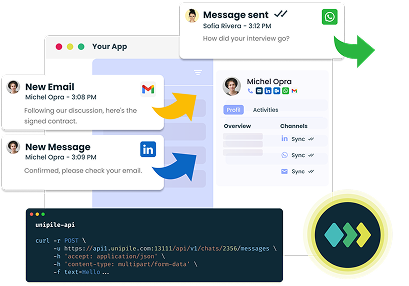 Message sent
Sofia Rivera - 3:12 PM
How did your interview go?
Your App
New Email
Michel Opra - 3:08 PM
Following our discussion, here's the
signed contract.
New Message
Michel Opra - 3:09 PM
Confirmed, please check your email.
Michel Opra
Profil
Activities
Overview
Channels
Sync
Sync
Sync
unipile-api
curl -r POST \
-u https://api1.unipile.com:13111/api/v1/chats/2356/messages \
-h 'accept: application/json' \
-h 'content-type: multipart/form-data' \
-f text=Hello...